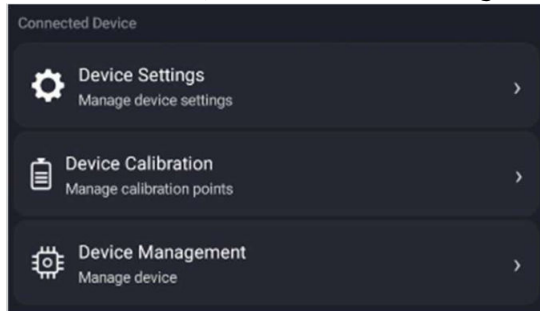 Connected Device
Device Settings
Manage device settings
Device Calibration
Manage calibration points
Device Management
Manage device